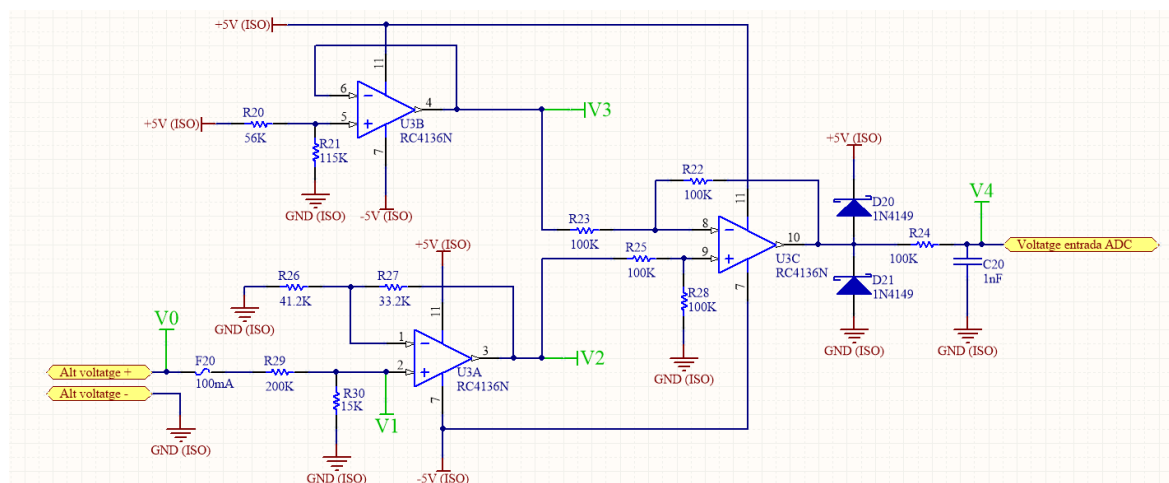 +5V (ISO)
11
6
4
V3
R20
+5V (ISO)
5
U3B
56K
R21
RC4136N
115K
7
GND (ISO)
-5V (ISO)
R22
100K
11
+5V (ISO)
D20
1N4149
V4
R23
8
100K
10
R24
Voltatge entrada ADC
R25
9
U3C
100K
100K
RC4136N
C20
1nF
D21
1N4149
R28
100K
7
GND (ISO)
GND (ISO)
GND (ISO)
+5V (ISO)
R26
R27
41.2K
33.2K
11
GND (ISO)
V0
1
3
V2
F20
R29
Alt voltatge +
2
U3A
100mA
200K
RC4136N
R30
Alt voltatge -
15K
7
V1
GND (ISO)
GND (ISO)
-5V (ISO)